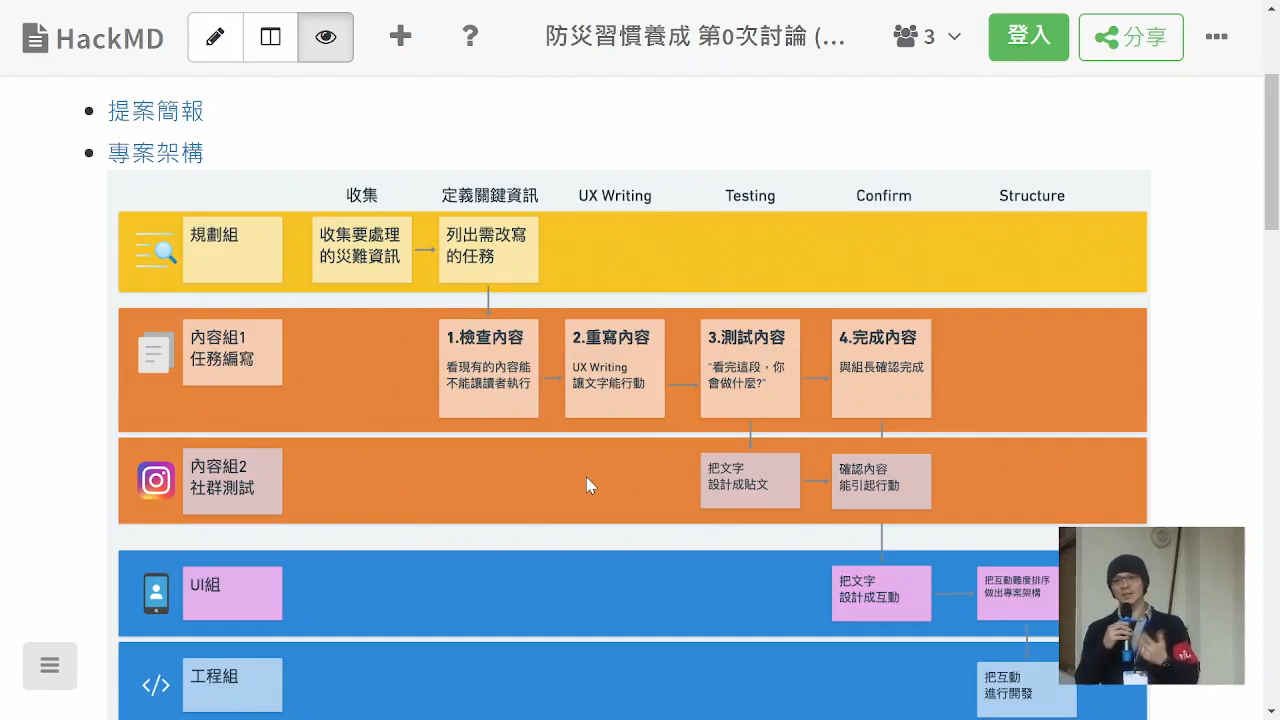 HackMD
防災習慣養成 第0次討論 (...
3
登入
分享
提案簡報
專案架構
收集
定義關鍵資訊
UX Writing
Testing
Confirm
Structure
規劃組
收集要處理
的災難資訊
列出需改寫
的任務
內容組1
任務編寫
1.檢查內容
看現有的內容能
不能讓讀者執行
2.重寫內容
UX Writing
讓文字能行動
3.測試內容
"看完這段，你
會做什麼?"
4.完成內容
與組長確認完成
內容組2
社群測試
把文字
設計成貼文
確認內容
能引起行動
UI組
把文字
設計成互動
把互動難度排序
做出專案架構
工程組
把互動
進行開發